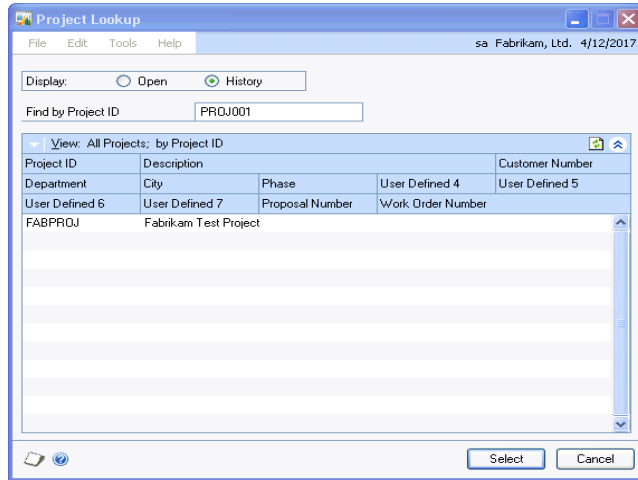 Project Lookup
File Edit Tools Help sa Fabrikam, Ltd. 4/12/2017
Display: Open History
Find by Project ID PROJ001
View: All Projects; by Project ID
Project ID Description Customer Number
Department City Phase User Defined 4 User Defined 5
User Defined 6 User Defined 7 Proposal Number Work Order Number
FABPROJ Fabrikam Test Project
Select Cancel